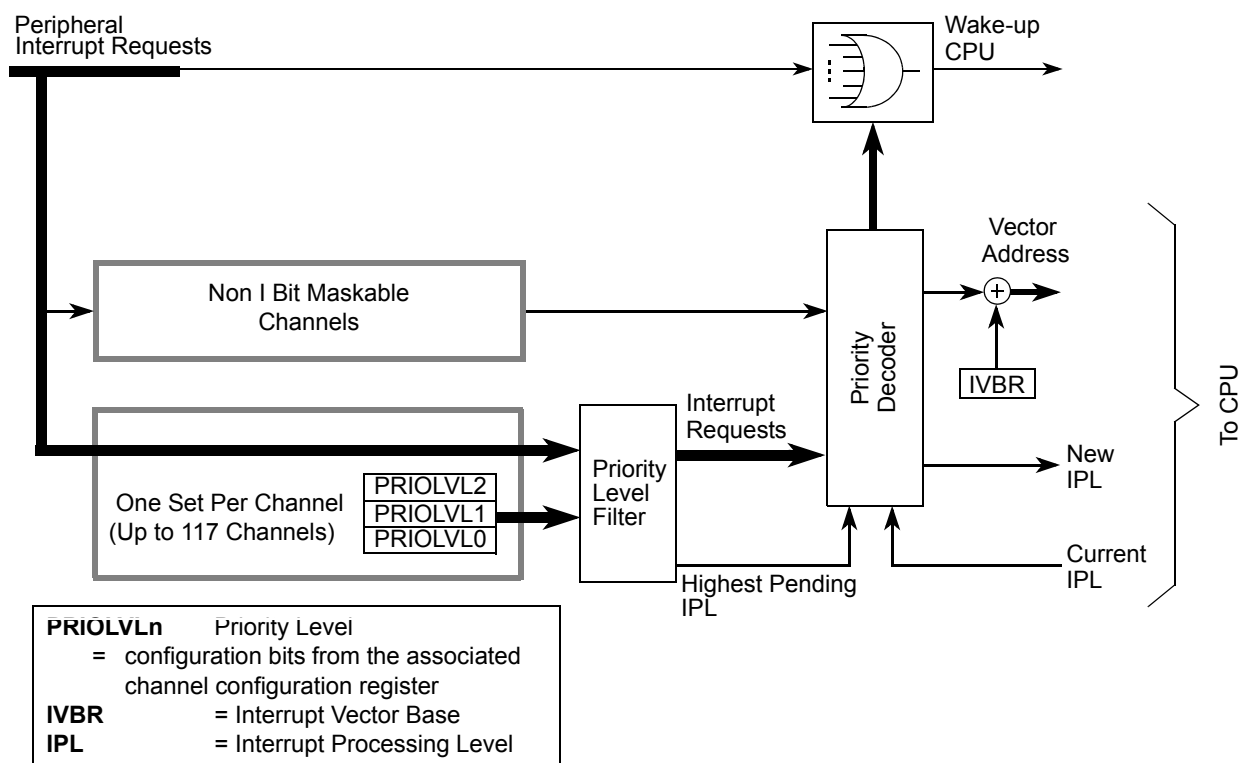 Peripheral
Interrupt Requests
Wake-up
CPU
Vector
Address
Non I Bit Maskable
Channels
Priority
Decoder
+
IVBR
To CPU
Interrupt
Requests
Priority
Level
Filter
New
IPL
One Set Per Channel
(Up to 117 Channels)
PRIOLVL2
PRIOLVL1
PRIOLVL0
Highest Pending
IPL
Current
IPL
PRIOLVLn Priority Level
= configuration bits from the associated
channel configuration register
IVBR = Interrupt Vector Base
IPL = Interrupt Processing Level